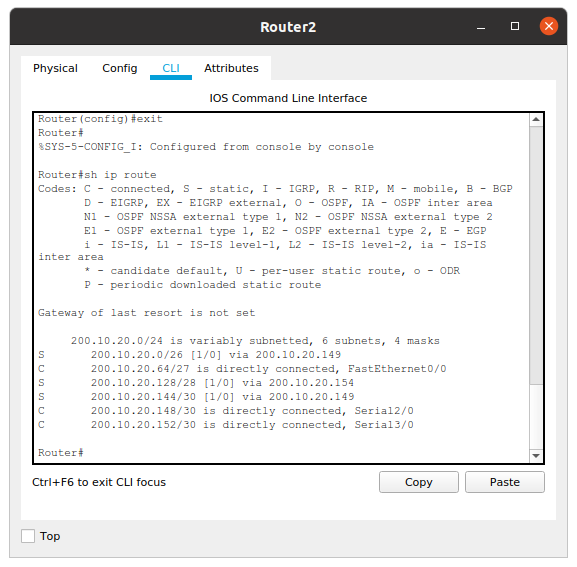 Router2
Physical Config CLI Attributes
IOS Command Line Interface
Router(config)#exit
Router#
%SYS-5-CONFIG_I: Configured from console by console
Router#sh ip route
Codes: C - connected, S - static, I - IGRP, R - RIP, M - mobile, B - BGP
D - EIGRP, EX - EIGRP external, O - OSPF, IA - OSPF inter area
N1 - OSPF NSSA external type 1, N2 - OSPF NSSA external type 2
E1 - OSPF external type 1, E2 - OSPF external type 2, E - EGP
i - IS-IS, L1 - IS-IS level-1, L2 - IS-IS level-2, ia - IS-IS
inter area
* - candidate default, U - per-user static route, o - ODR
P - periodic downloaded static route
Gateway of last resort is not set
200.10.20.0/24 is variably subnetted, 6 subnets, 4 masks
S 200.10.20.0/26 [1/0] via 200.10.20.149
C 200.10.20.64/27 is directly connected, FastEthernet0/0
S 200.10.20.128/28 [1/0] via 200.10.20.154
S 200.10.20.144/30 [1/0] via 200.10.20.149
C 200.10.20.148/30 is directly connected, Serial2/0
C 200.10.20.152/30 is directly connected, Serial3/0
Router#
Ctrl+F6 to exit CLI focus
Copy Paste
Top